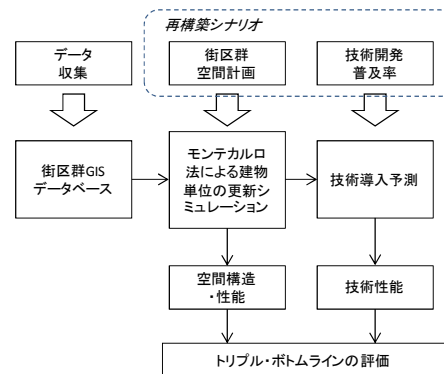 再構築シナリオ
データ
収集
街区群
空間計画
技術開発
普及率
街区群GIS
データベース
モンテカルロ
法による建物
単位の更新シ
ミュレーション
技術導入予測
空間構造
・性能
技術性能
トリプル・ボトムラインの評価